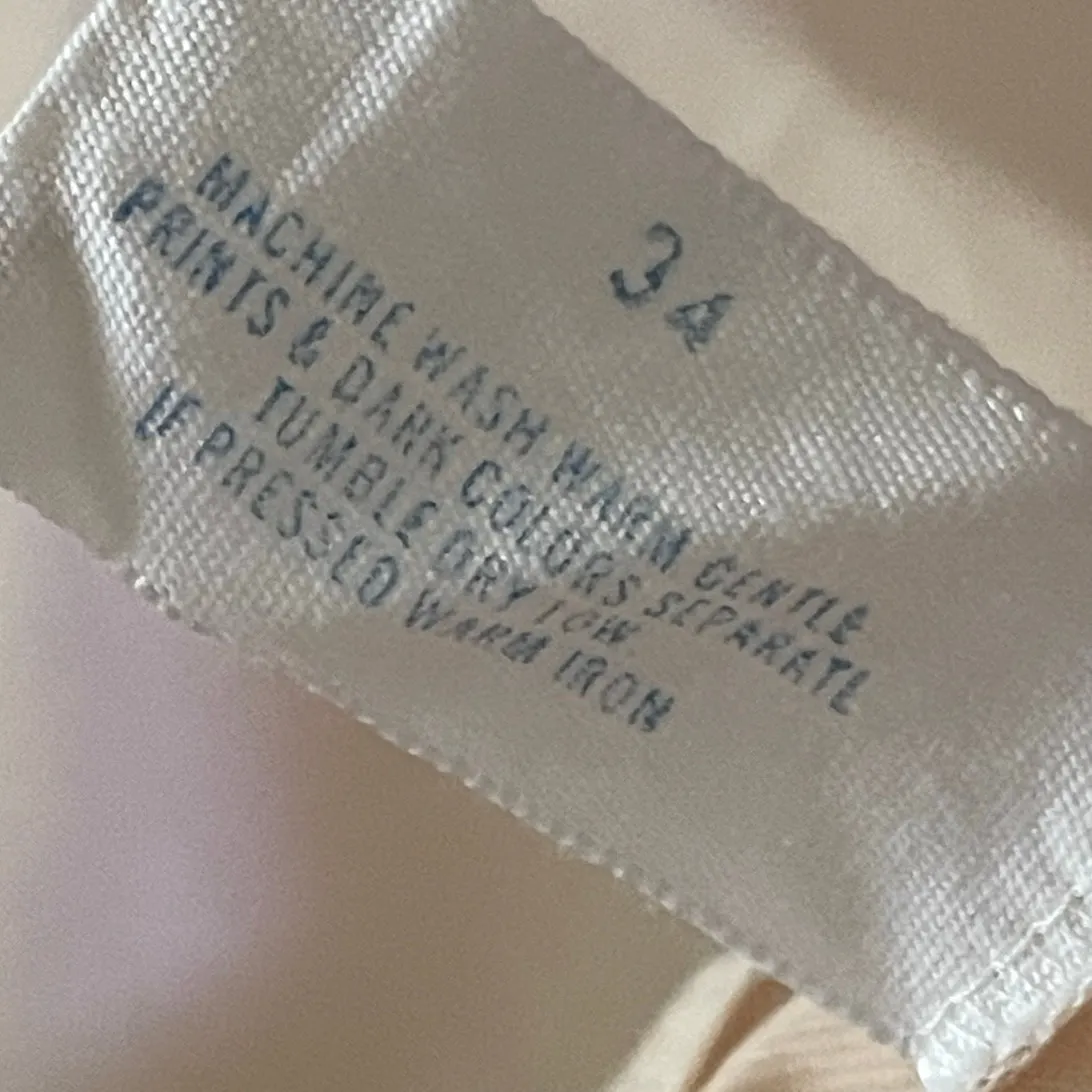 34
MACHINE WASH WARM GENTLE
PRINTS & DARK COLORS SEPARATE
TUMBLE DRY LOW
IF PRESSED WARM IRON